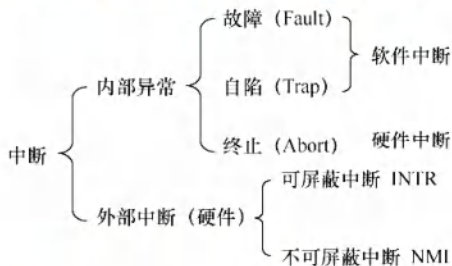 故障（Fault）
软件中断
内部异常
自陷（Trap）
中断
终止（Abort） 硬件中断
可屏蔽中断 INTR
外部中断（硬件）
不可屏蔽中断 NMI